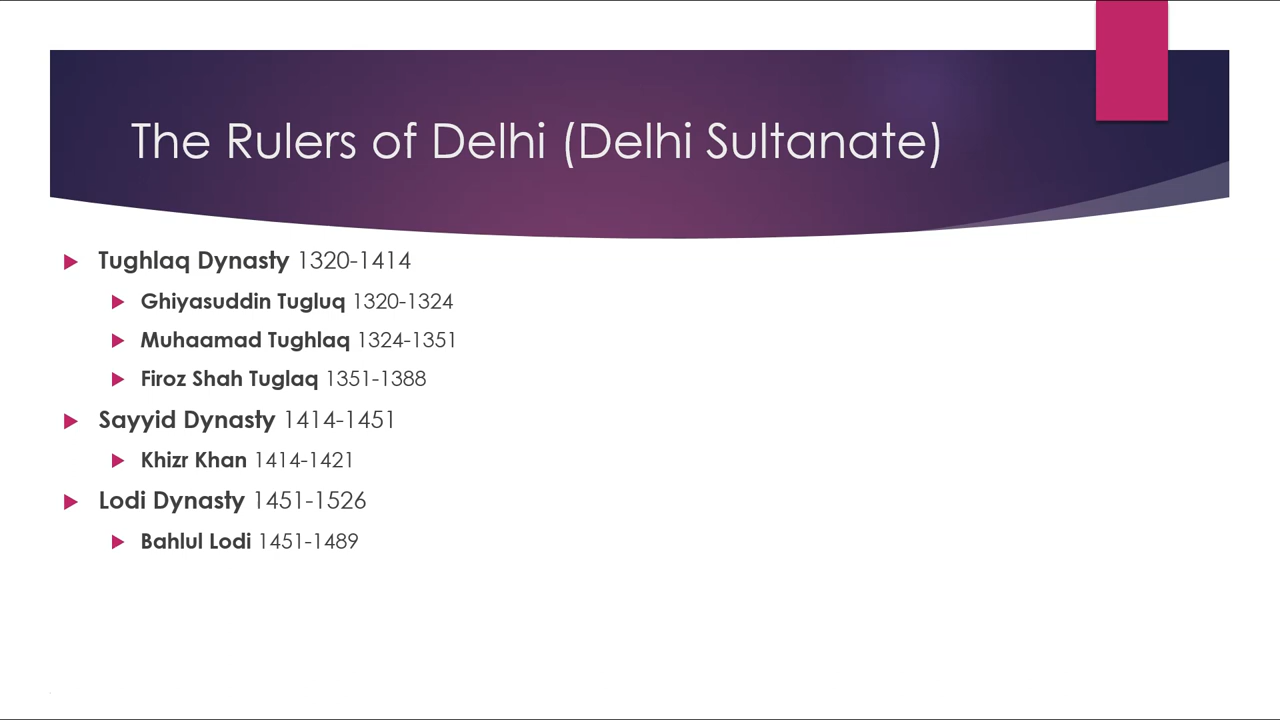 The Rulers of Delhi (Delhi Sultanate)
Tughlaq Dynasty 1320-1414
Ghiyasuddin Tugluq 1320-1324
Muhaamad Tughlaq 1324-1351
Firoz Shah Tuglaq 1351-1388
Sayyid Dynasty 1414-1451
Khizr Khan 1414-1421
Lodi Dynasty 1451-1526
Bahlul Lodi 1451-1489